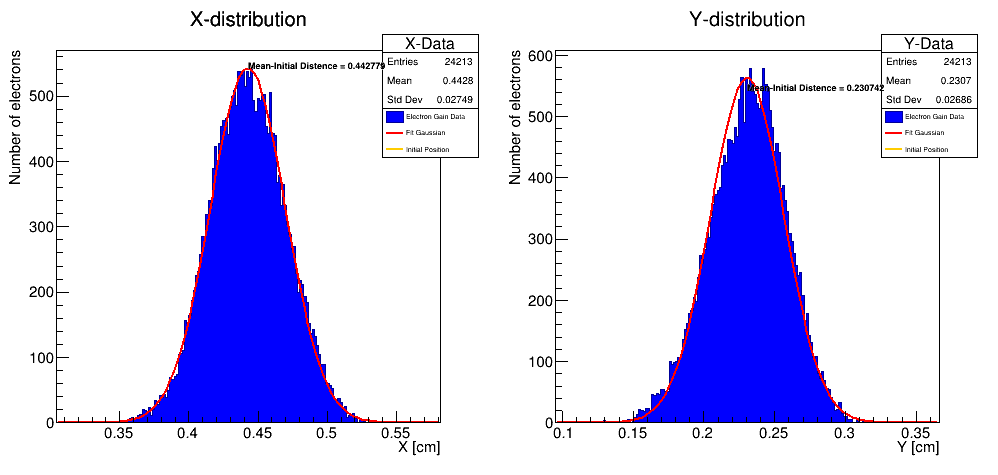 X-distribution
Number of electrons
Mean-Initial Distence = 0.442779
X-Data
Entries 24213
Mean 0.4428
Std Dev 0.02749
Electron Gain Data
Fit Gaussian
Initial Position
500
400
300
200
100
0
0.35 0.4 0.45 0.5 0.55
X [cm]
Y-distribution
Number of electrons
Mean-Initial Distence = 0.230742
Y-Data
Entries 24213
Mean 0.2307
Std Dev 0.02686
Electron Gain Data
Fit Gaussian
Initial Position
600
500
400
300
200
100
0
0.1 0.15 0.2 0.25 0.3 0.35
Y [cm]